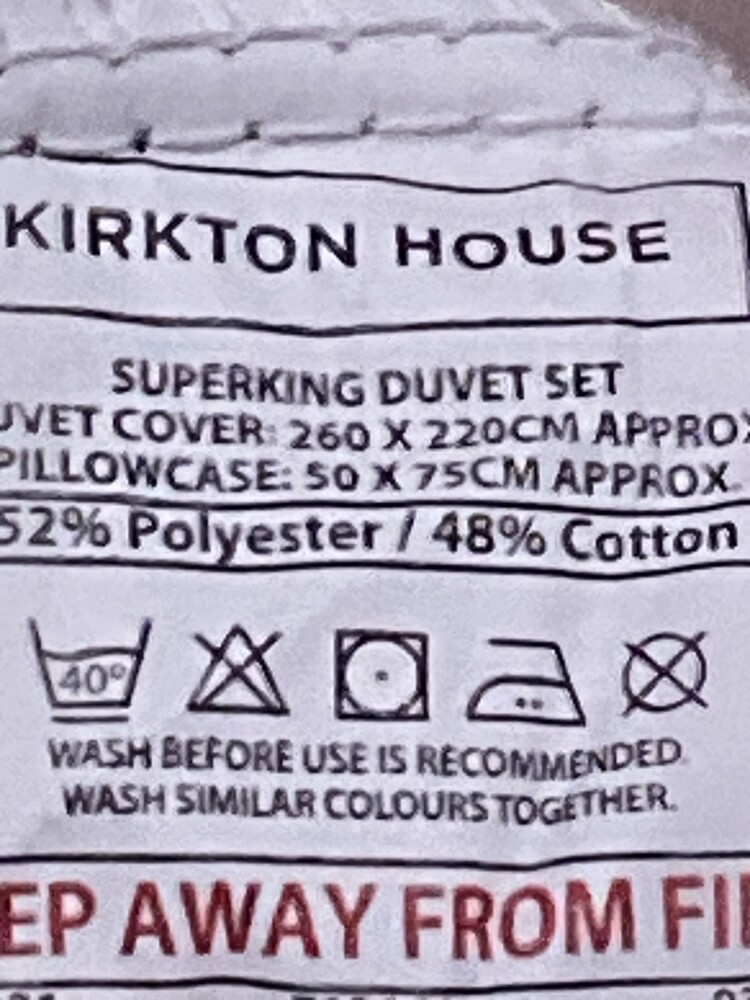 KIRKTON HOUSE
SUPERKING DUVET SET
UVET COVER: 260 X 220CM APPROX
PILLOWCASE: 50 X 75CM APPROX.
52% Polyester / 48% Cotton
40°
WASH BEFORE USE IS RECOMMENDED.
WASH SIMILAR COLOURS TOGETHER.
EP AWAY FROM FI